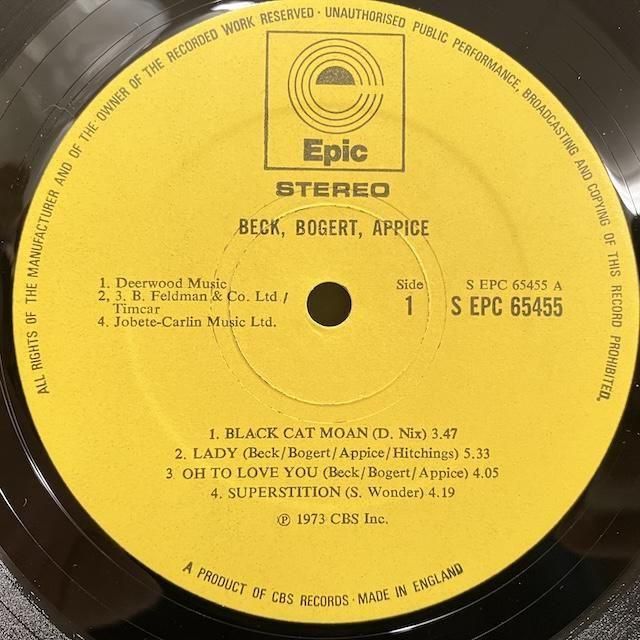 ALL RIGHTS OF THE MANUFACTURER AND OF THE OWNER OF THE RECORDED WORK RESERVED · UNAUTHORISED PUBLIC PERFORMANCE, BROADCASTING AND COPYING OF THIS RECORD PROHIBITED.
Epic
STEREO
BECK, BOGERT, APPICE
1. Deerwood Music
2, 3. B. Feldman & Co. Ltd /
Timcar
4. Jobete-Carlin Music Ltd.
Side
1
S EPC 65455 A
S EPC 65455
1. BLACK CAT MOAN (D. Nix) 3.47
2. LADY (Beck/Bogert/Appice/Hitchings) 5.33
3 OH TO LOVE YOU (Beck/Bogert/Appice) 4.05
4. SUPERSTITION (S. Wonder) 4.19
℗ 1973 CBS Inc.
A PRODUCT OF CBS RECORDS · MADE IN ENGLAND